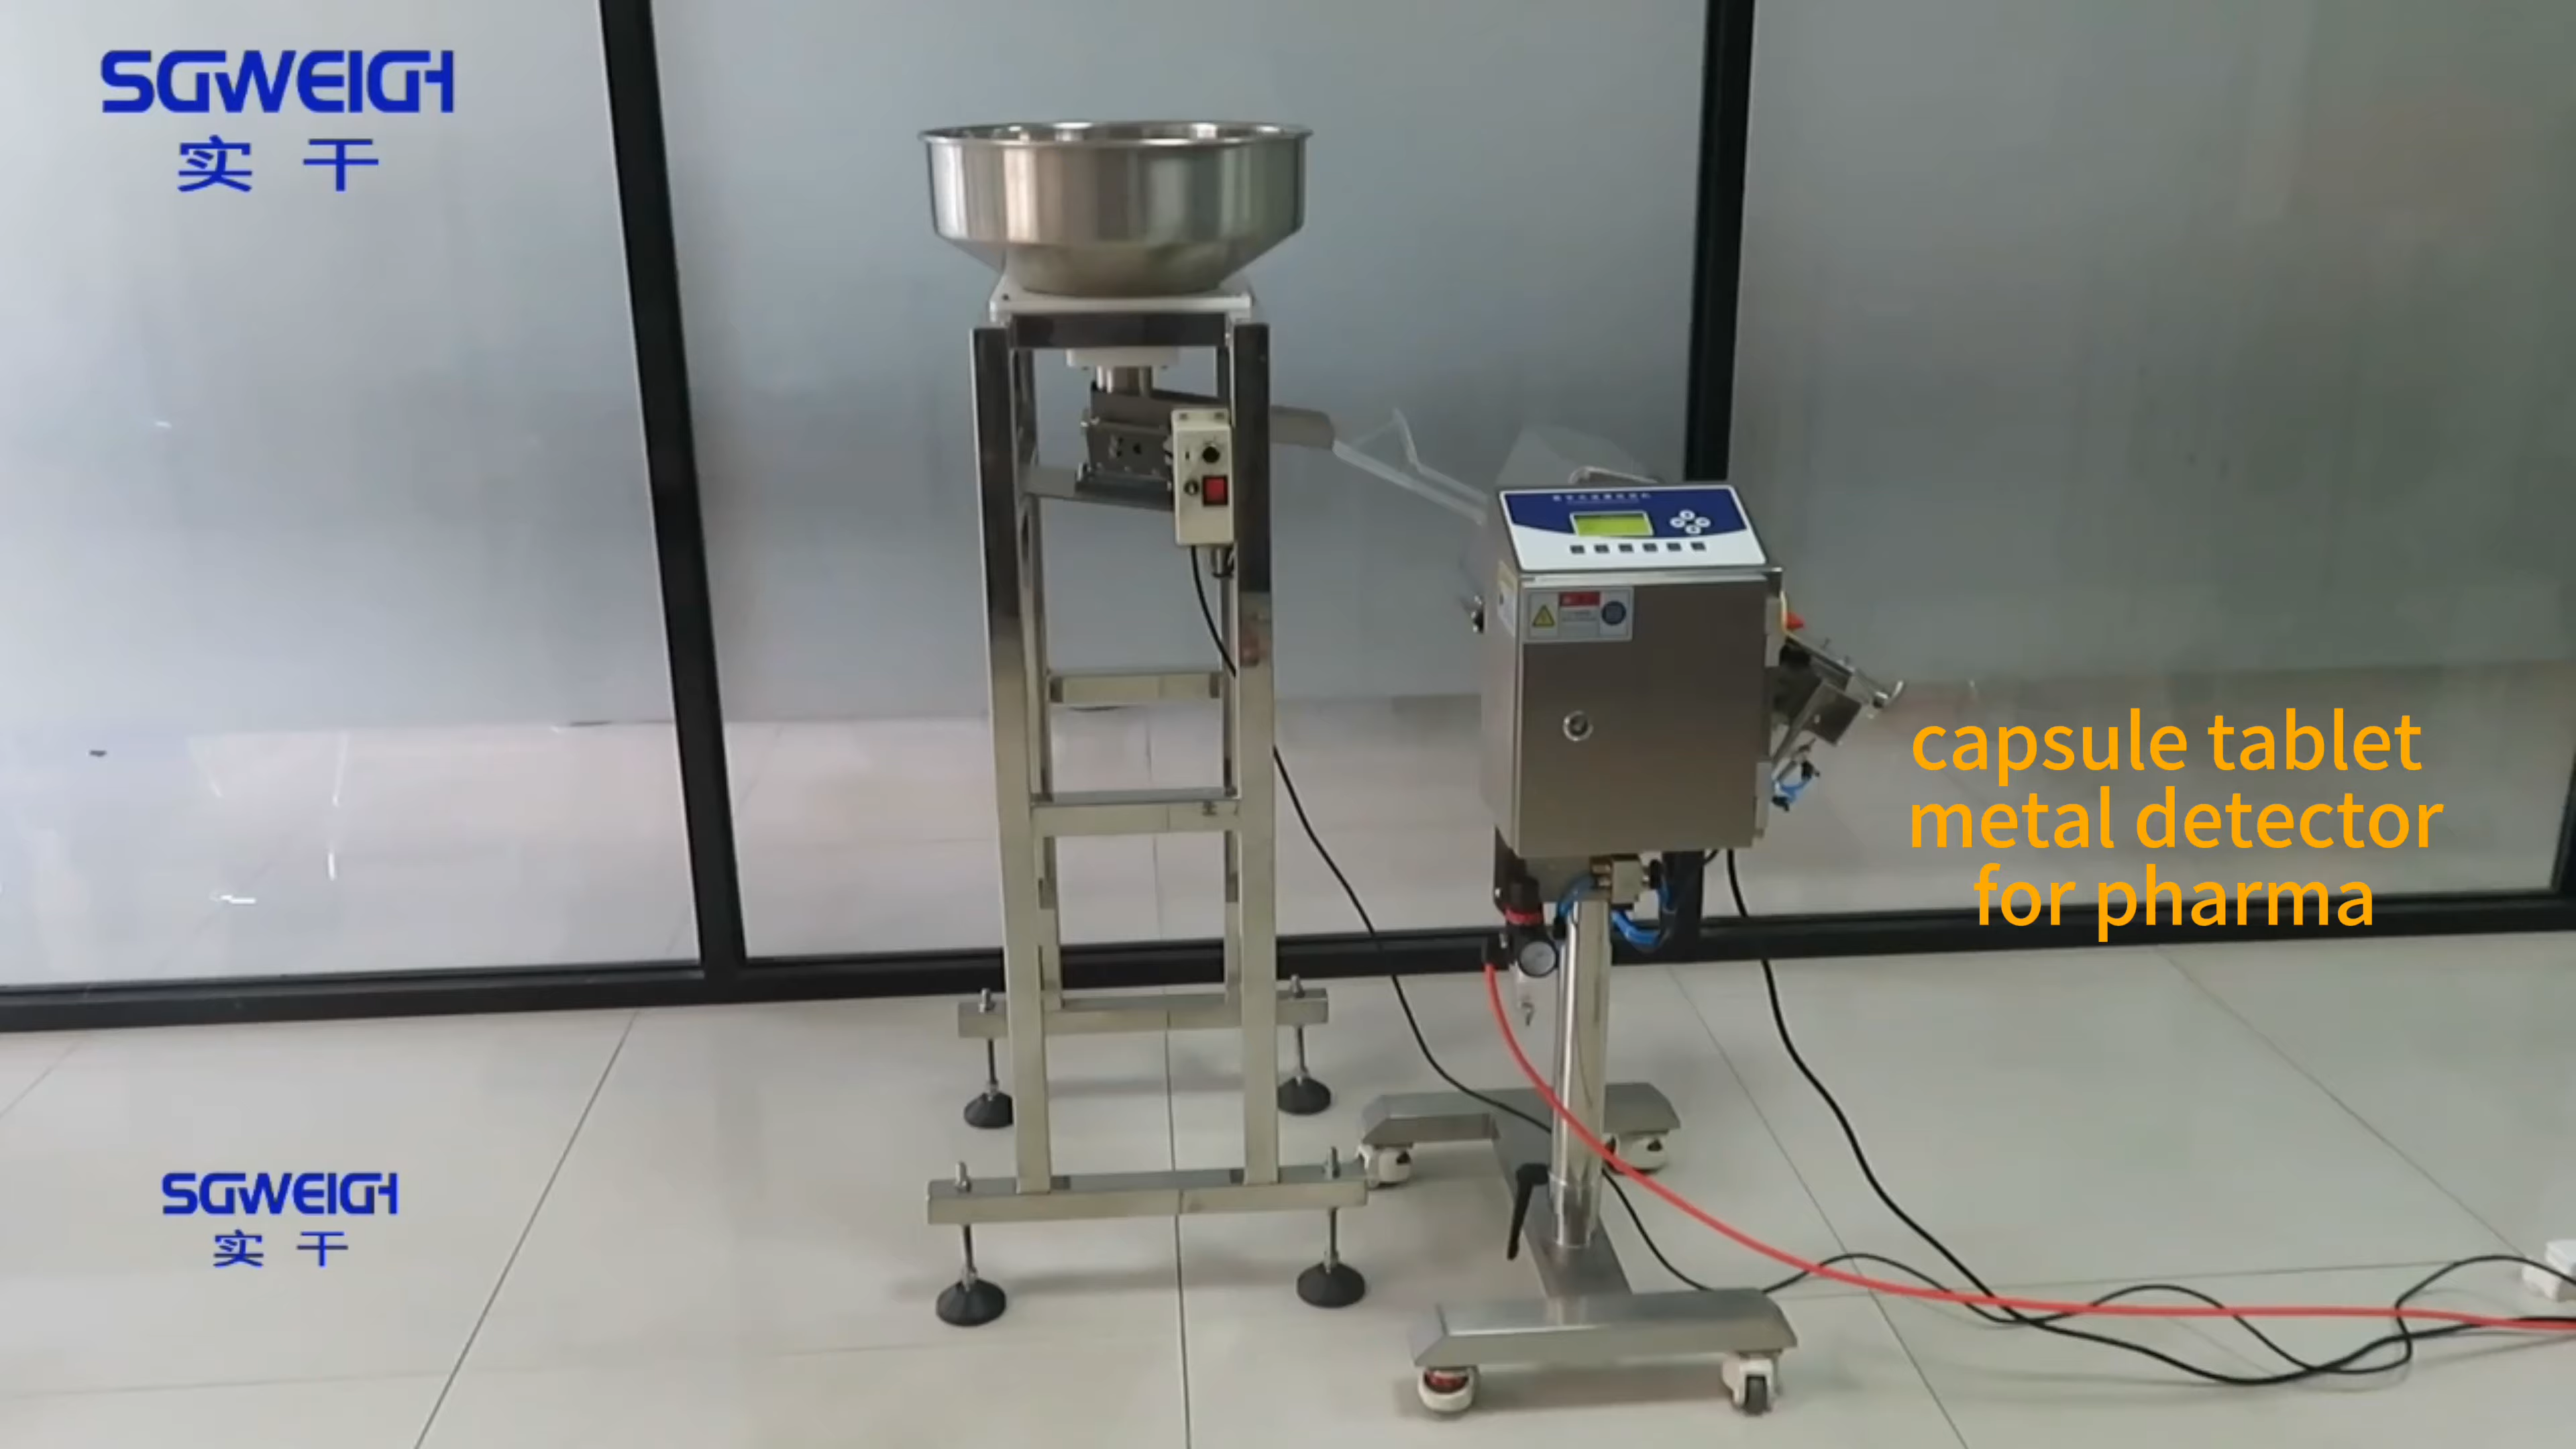 SGWEIGH
实干
capsule tablet
metal detector
for pharma
SGWEIGH
实干